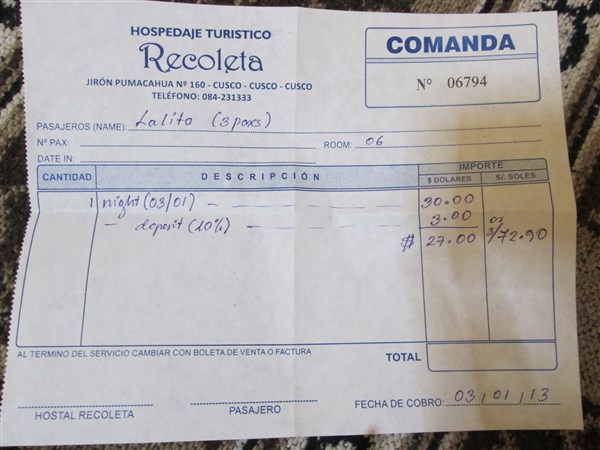 HOSPEDAJE TURISTICO
Recoleta
JIRÓN PUMACAHUA Nº 160 - CUSCO - CUSCO - CUSCO
TELÉFONO: 084-231333
COMANDA
Nº 06794
PASAJEROS (NAME): Lalita (3 paxs)
Nº PAX: ROOM: 06
DATE IN:
CANTIDAD DESCRIPCIÓN IMPORTE
$ DOLARES S/. SOLES
1 night (03/01) — 30.00
— deposit (10%) — 3.00 or
$ 27.00 S/72.90
AL TERMINO DEL SERVICIO CAMBIAR CON BOLETA DE VENTA O FACTURA TOTAL
HOSTAL RECOLETA PASAJERO FECHA DE COBRO: 03/01/13